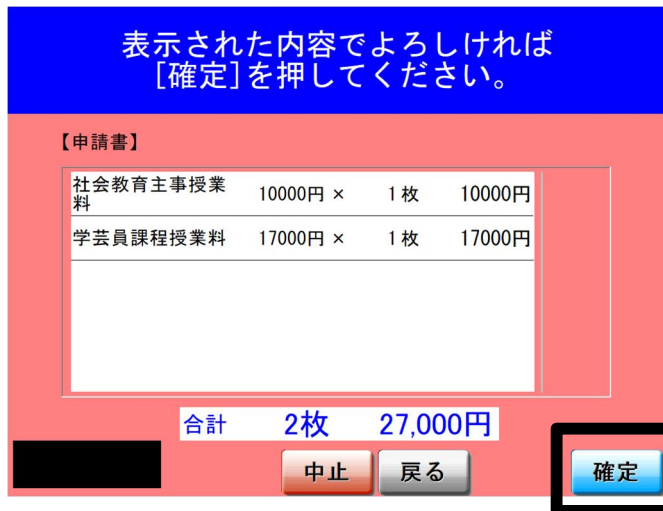 表示された内容でよろしければ
[確定]を押してください。
【申請書】
社会教育主事授業
料 10000円 × 1枚 10000円
学芸員課程授業料 17000円 × 1枚 17000円
合計 2枚 27,000円
中止 戻る 確定